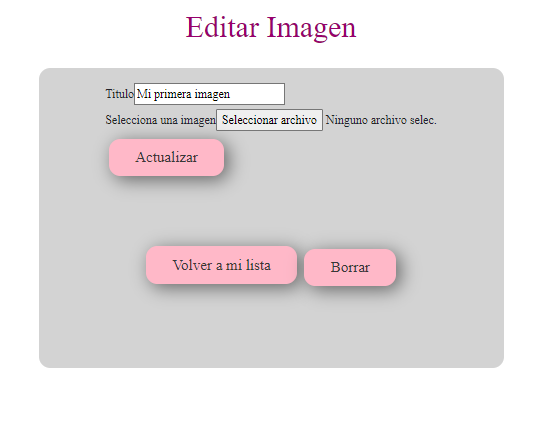 Editar Imagen
Titulo Mi primera imagen
Selecciona una imagen Seleccionar archivo Ninguno archivo selec.
Actualizar
Volver a mi lista Borrar